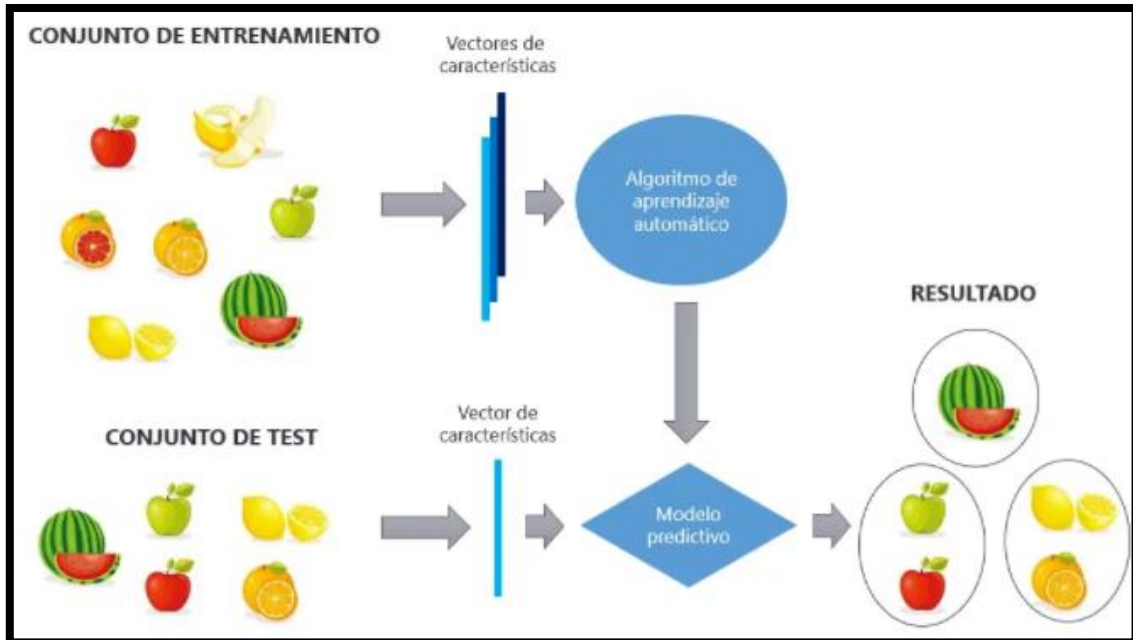 CONJUNTO DE ENTRENAMIENTO
Vectores de
características
Algoritmo de
aprendizaje
automático
RESULTADO
CONJUNTO DE TEST
Vector de
características
Modelo
predictivo